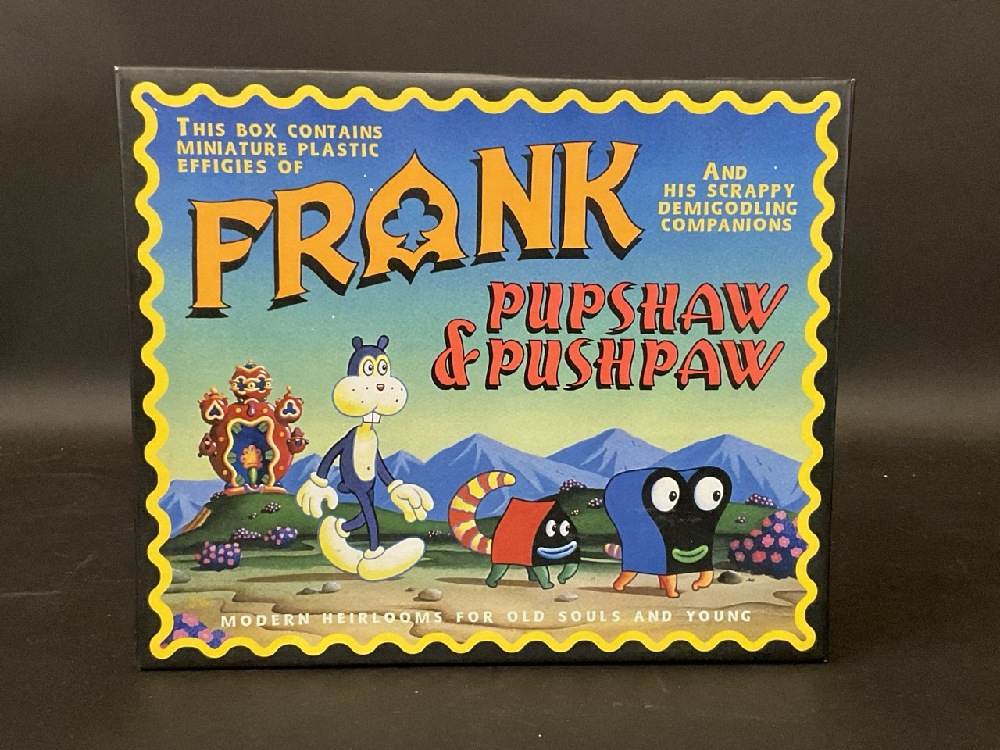 THIS BOX CONTAINS
MINIATURE PLASTIC
EFFIGIES OF
FRANK
AND
HIS SCRAPPY
DEMIGODLING
COMPANIONS
PUPSHAW
& PUSHPAW
MODERN HEIRLOOMS FOR OLD SOULS AND YOUNG